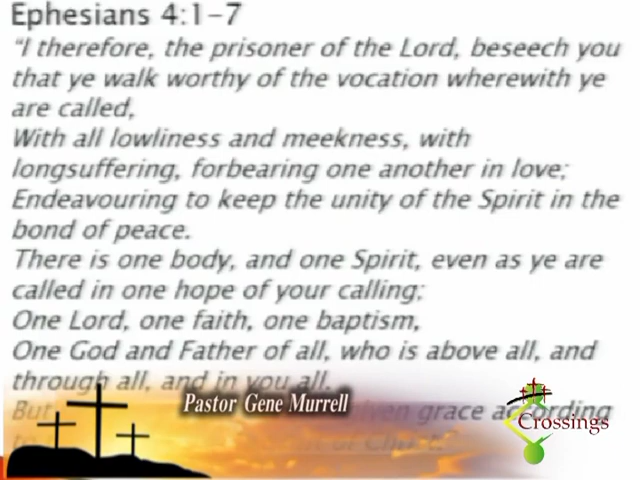 Ephesians 4:1-7
"I therefore, the prisoner of the Lord, beseech you
that ye walk worthy of the vocation wherewith ye
are called,
With all lowliness and meekness, with
longsuffering, forbearing one another in love;
Endeavouring to keep the unity of the Spirit in the
bond of peace.
There is one body, and one Spirit, even as ye are
called in one hope of your calling;
One Lord, one faith, one baptism,
One God and Father of all, who is above all, and
through all, and in you all.
But grace according
Pastor Gene Murrell
Crossings